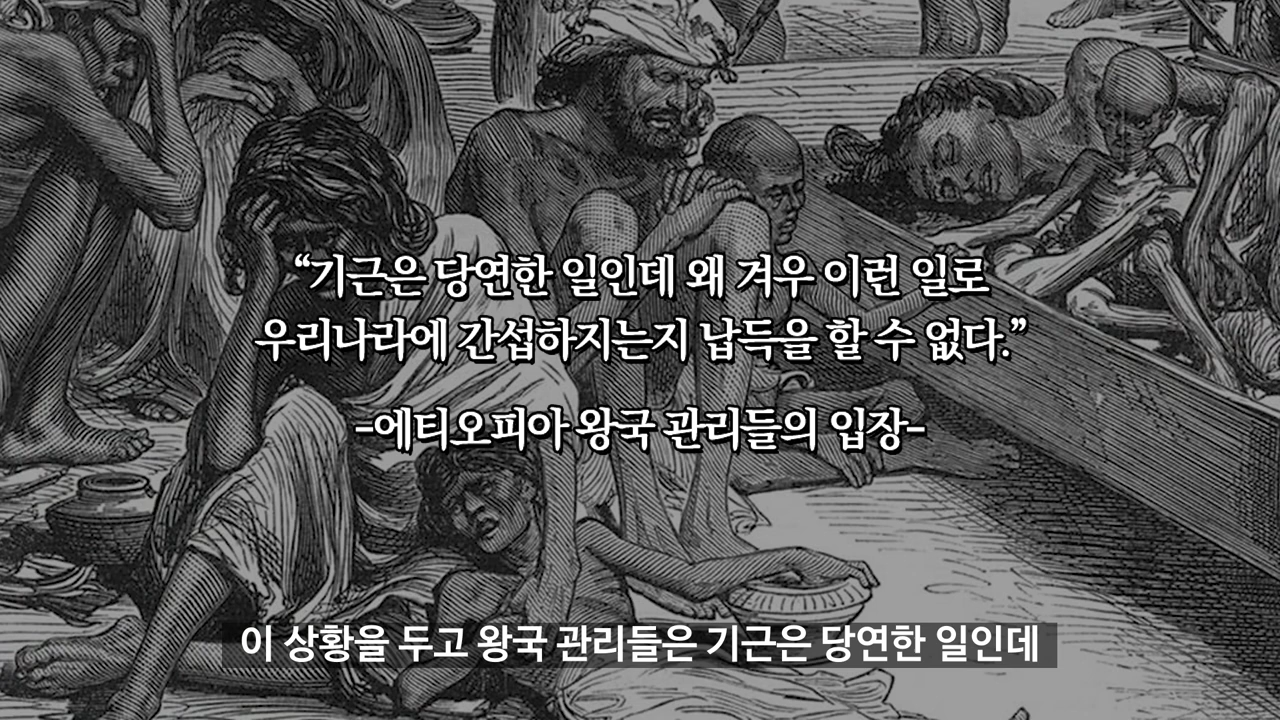 “기근은 당연한 일인데 왜 겨우 이런 일로
우리나라에 간섭하지는지 납득을 할 수 없다.”
-에티오피아 왕국 관리들의 입장-
이 상황을 두고 왕국 관리들은 기근은 당연한 일인데